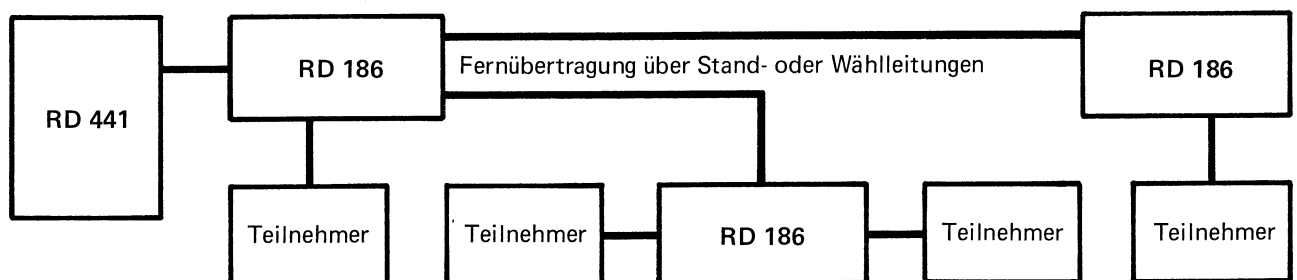 RD 441
RD 186
Fernübertragung über Stand- oder Wählleitungen
RD 186
Teilnehmer
Teilnehmer
RD 186
Teilnehmer
Teilnehmer